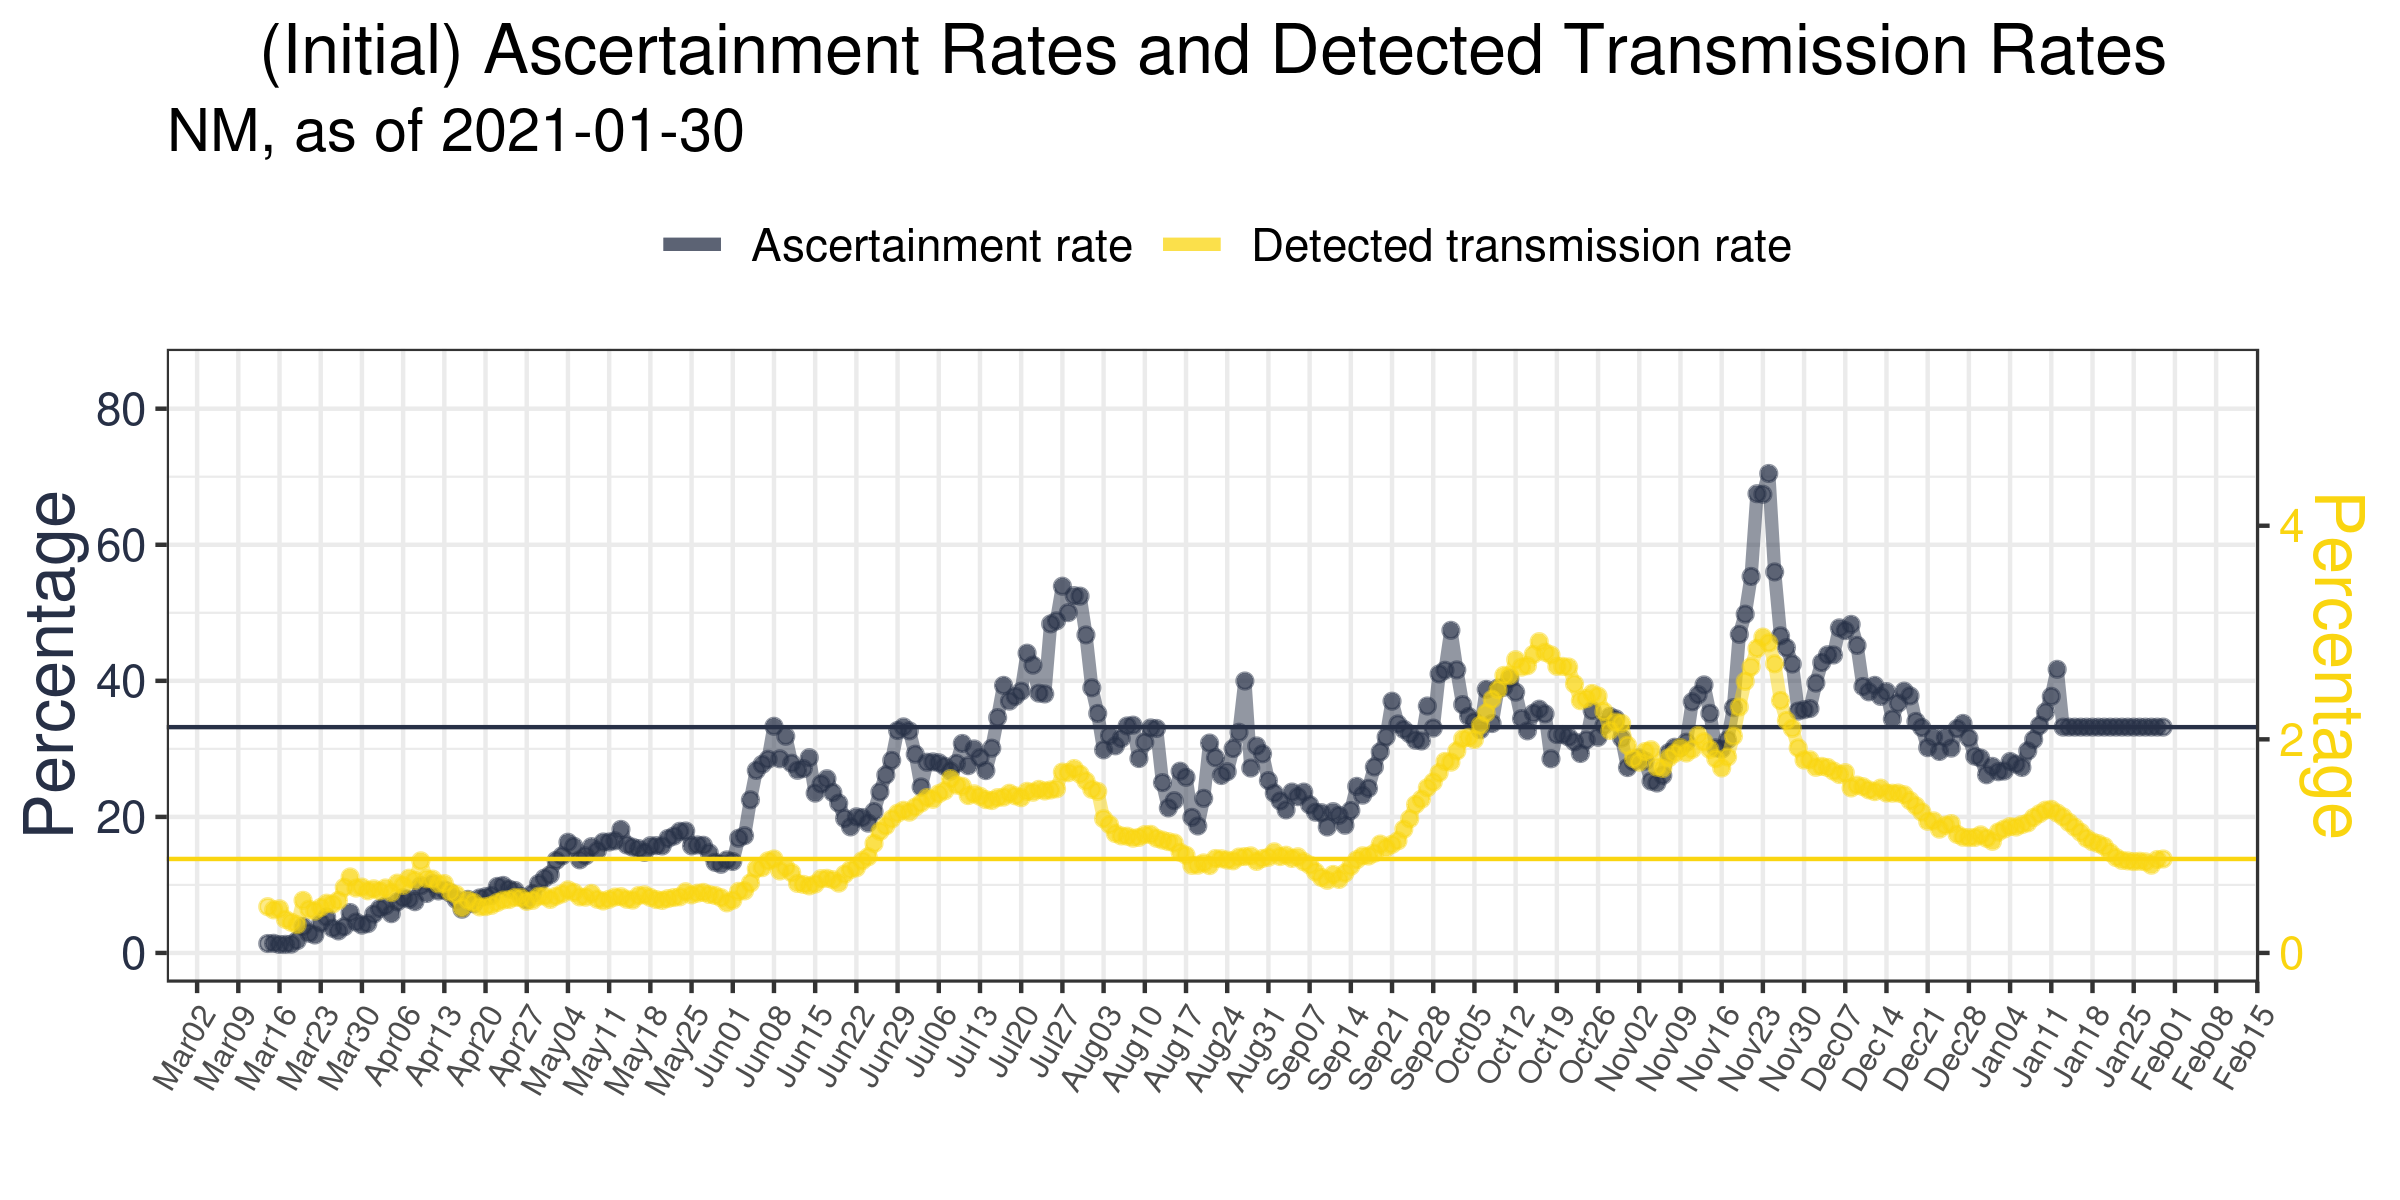 (Initial) Ascertainment Rates and Detected Transmission Rates
NM, as of 2021-01-30
Ascertainment rate
Detected transmission rate
Percentage
80
60
40
20
0
Percentage
4
2
0
Mar02
Mar09
Mar16
Mar23
Mar30
Apr06
Apr13
Apr20
Apr27
May04
May11
May18
May25
Jun01
Jun08
Jun15
Jun22
Jun29
Jul06
Jul13
Jul20
Jul27
Aug03
Aug10
Aug17
Aug24
Aug31
Sep07
Sep14
Sep21
Sep28
Oct05
Oct12
Oct19
Oct26
Nov02
Nov09
Nov16
Nov23
Nov30
Dec07
Dec14
Dec21
Dec28
Jan04
Jan11
Jan18
Jan25
Feb01
Feb08
Feb15